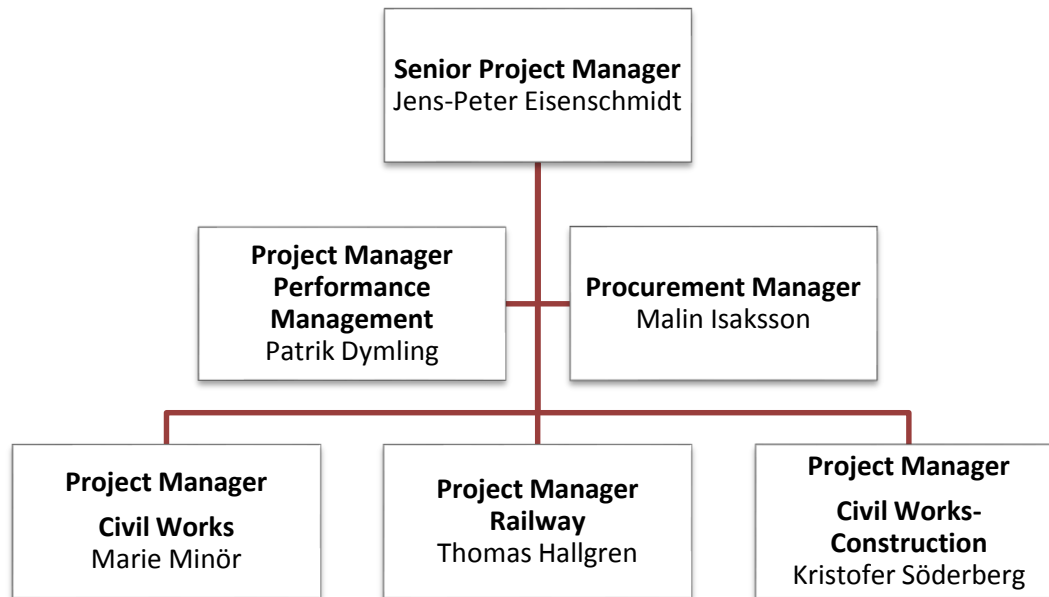 Senior Project Manager
Jens-Peter Eisenschmidt
Project Manager
Performance
Management
Patrik Dymling
Procurement Manager
Malin Isaksson
Project Manager
Civil Works
Marie Minör
Project Manager
Railway
Thomas Hallgren
Project Manager
Civil Works-
Construction
Kristofer Söderberg